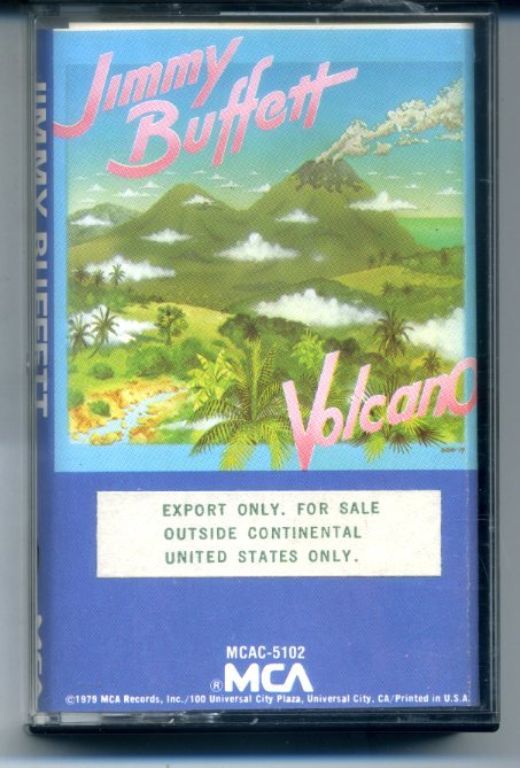 Jimmy
Buffett
Volcano
EXPORT ONLY. FOR SALE
OUTSIDE CONTINENTAL
UNITED STATES ONLY.
MCAC-5102
®MCA
©1979 MCA Records, Inc./100 Universal City Plaza, Universal City, CA/Printed in U.S.A.
JIMMY BUFFETT
MCA